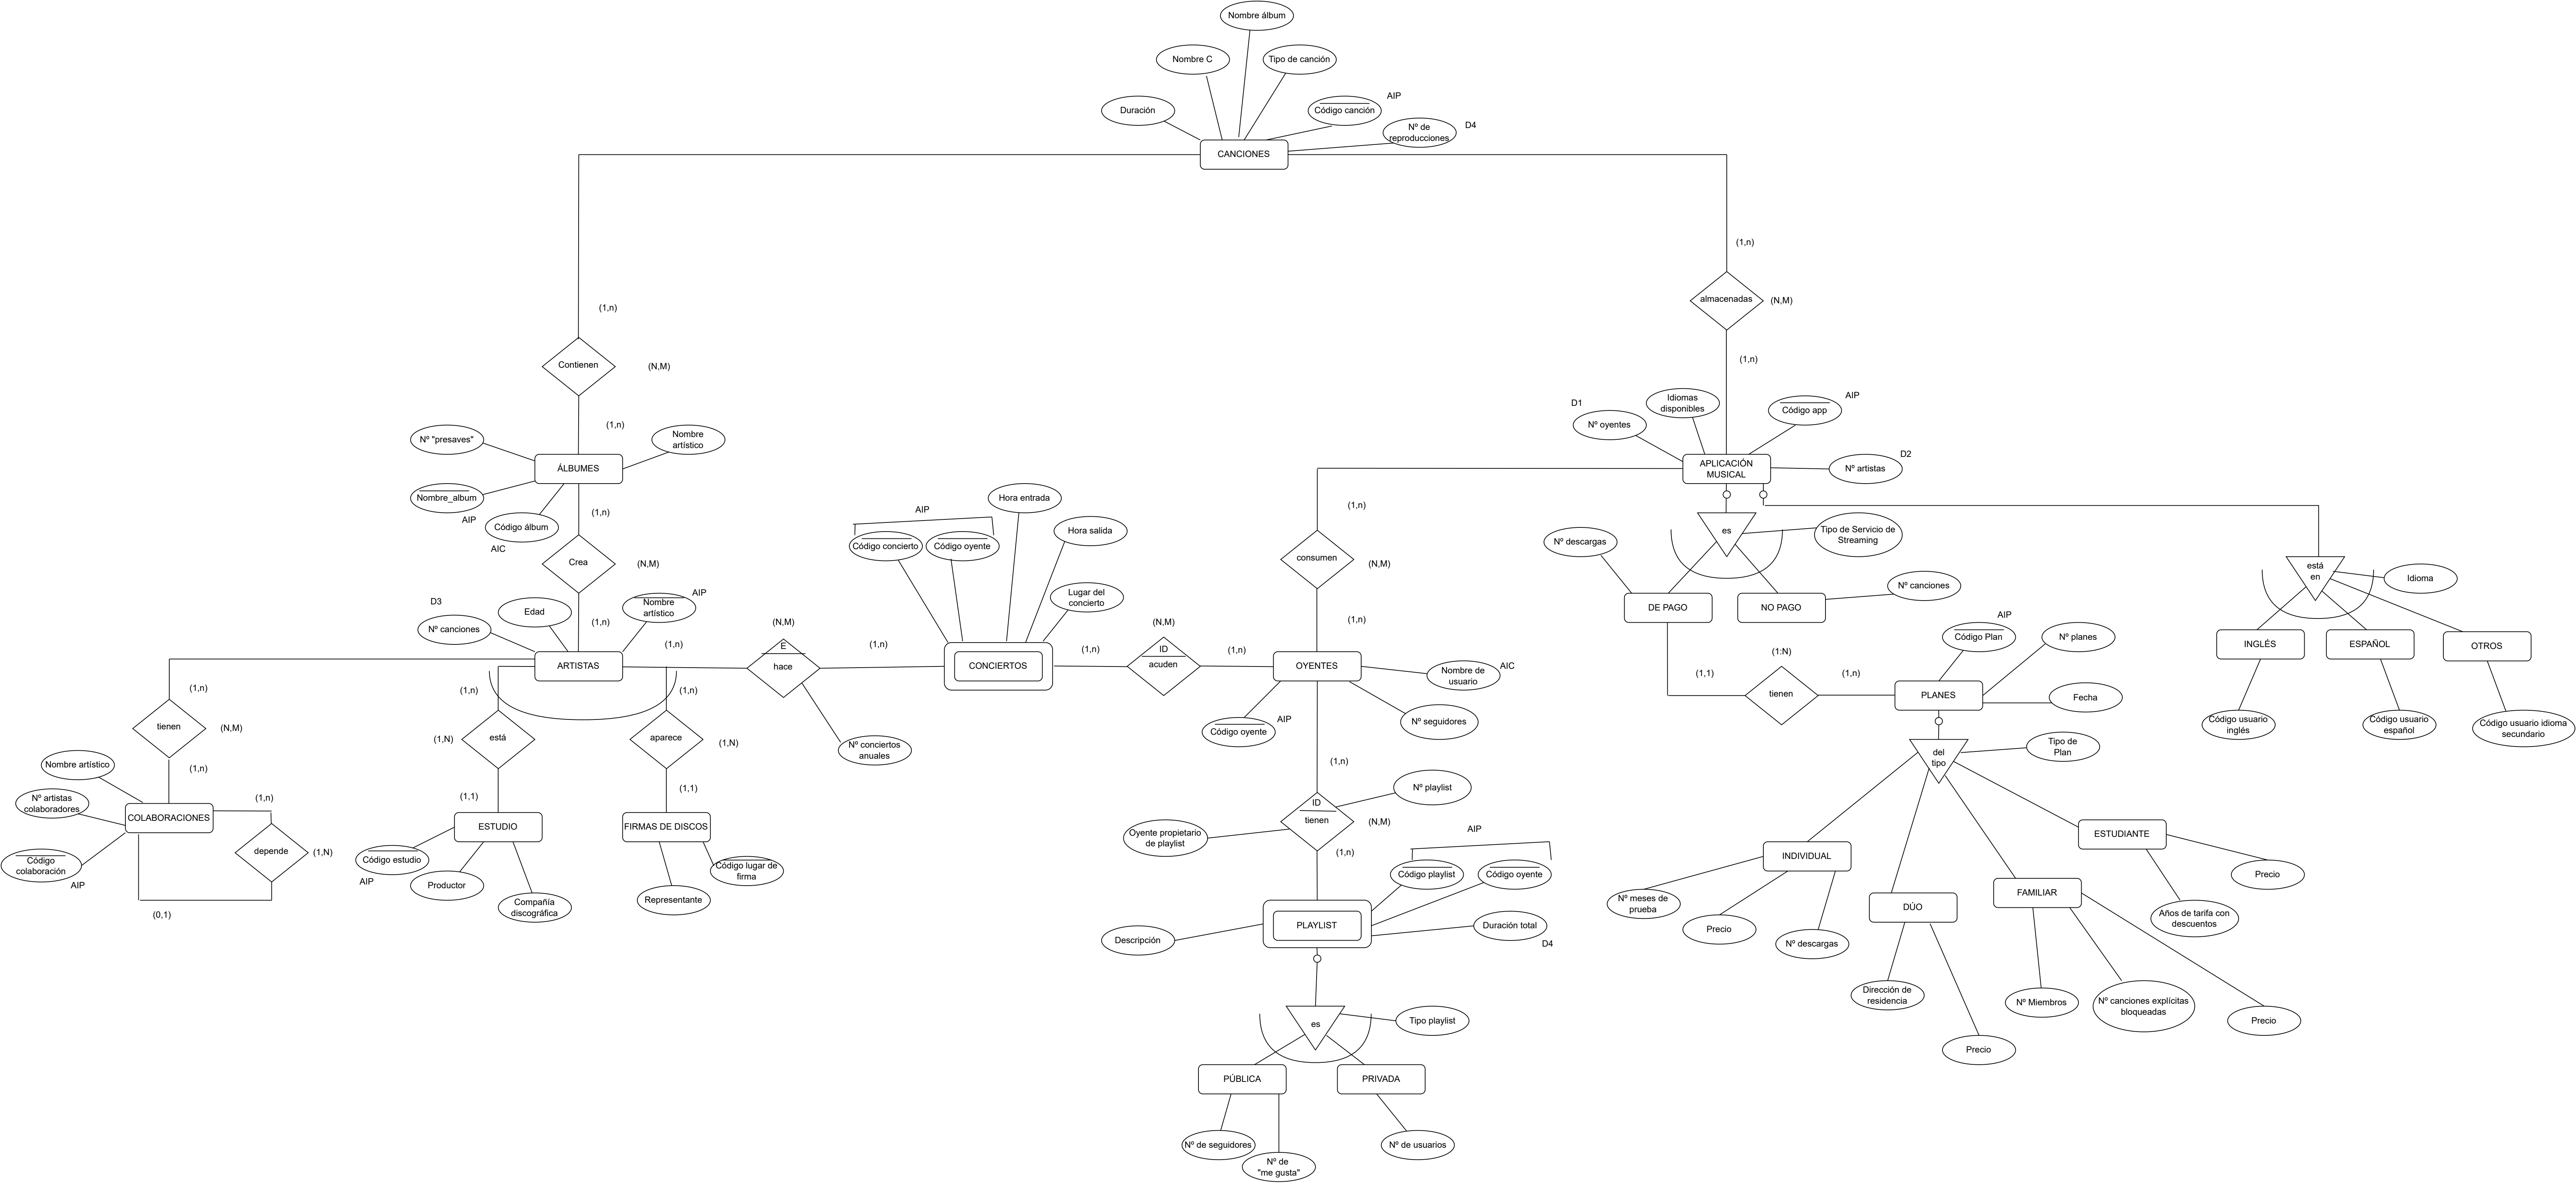 Nombre álbum
Nombre C
Tipo de canción
Duración
Código canción
AIP
Nº de
reproducciones
D4
CANCIONES
(1,n)
(1,n)
almacenadas
(N,M)
Contienen
(N,M)
(1,n)
(1,n)
Nº "presaves"
Nombre
artístico
ÁLBUMES
Nombre_album
AIP
Código álbum
AIC
(1,n)
Crea
(N,M)
D1
Nº oyentes
Idiomas
disponibles
Código app
AIP
APLICACIÓN
MUSICAL
Nº artistas
D2
(1,n)
consumen
(N,M)
(1,n)
AIP
Código concierto
Código oyente
Hora entrada
Hora salida
Lugar del
concierto
Nº descargas
es
Tipo de Servicio de
Streaming
Nº canciones
DE PAGO
NO PAGO
está
en
Idioma
INGLÉS
ESPAÑOL
OTROS
Código usuario
inglés
Código usuario
español
Código usuario idioma
secundario
D3
Nº canciones
Edad
(1,n)
Nombre
artístico
AIP
ARTISTAS
(1,n)
(N,M)
E
hace
(1,n)
Nº conciertos
anuales
CONCIERTOS
(1,n)
(N,M)
ID
acuden
(1,n)
OYENTES
Nombre de
usuario
AIC
Código oyente
AIP
Nº seguidores
(1,1)
(1:N)
tienen
(1,n)
Código Plan
AIP
Nº planes
PLANES
Fecha
del
tipo
Tipo de
Plan
(1,n)
tienen
(N,M)
(1,n)
(1,n)
está
(1,N)
(1,1)
(1,n)
aparece
(1,N)
(1,1)
Nombre artístico
Nº artistas
colaboradores
COLABORACIONES
Código
colaboración
AIP
(1,n)
depende
(1,N)
(0,1)
ESTUDIO
Código estudio
AIP
Productor
Compañía
discográfica
FIRMAS DE DISCOS
Código lugar de
firma
Representante
(1,n)
ID
tienen
(N,M)
(1,n)
Nº playlist
Oyente propietario
de playlist
AIP
Código playlist
Código oyente
PLAYLIST
Descripción
Duración total
D4
es
Tipo playlist
PÚBLICA
PRIVADA
Nº de seguidores
Nº de
"me gusta"
Nº de usuarios
INDIVIDUAL
Nº meses de
prueba
Precio
Nº descargas
DÚO
Dirección de
residencia
Precio
FAMILIAR
Nº Miembros
Nº canciones explícitas
bloqueadas
Precio
ESTUDIANTE
Años de tarifa con
descuentos
Precio